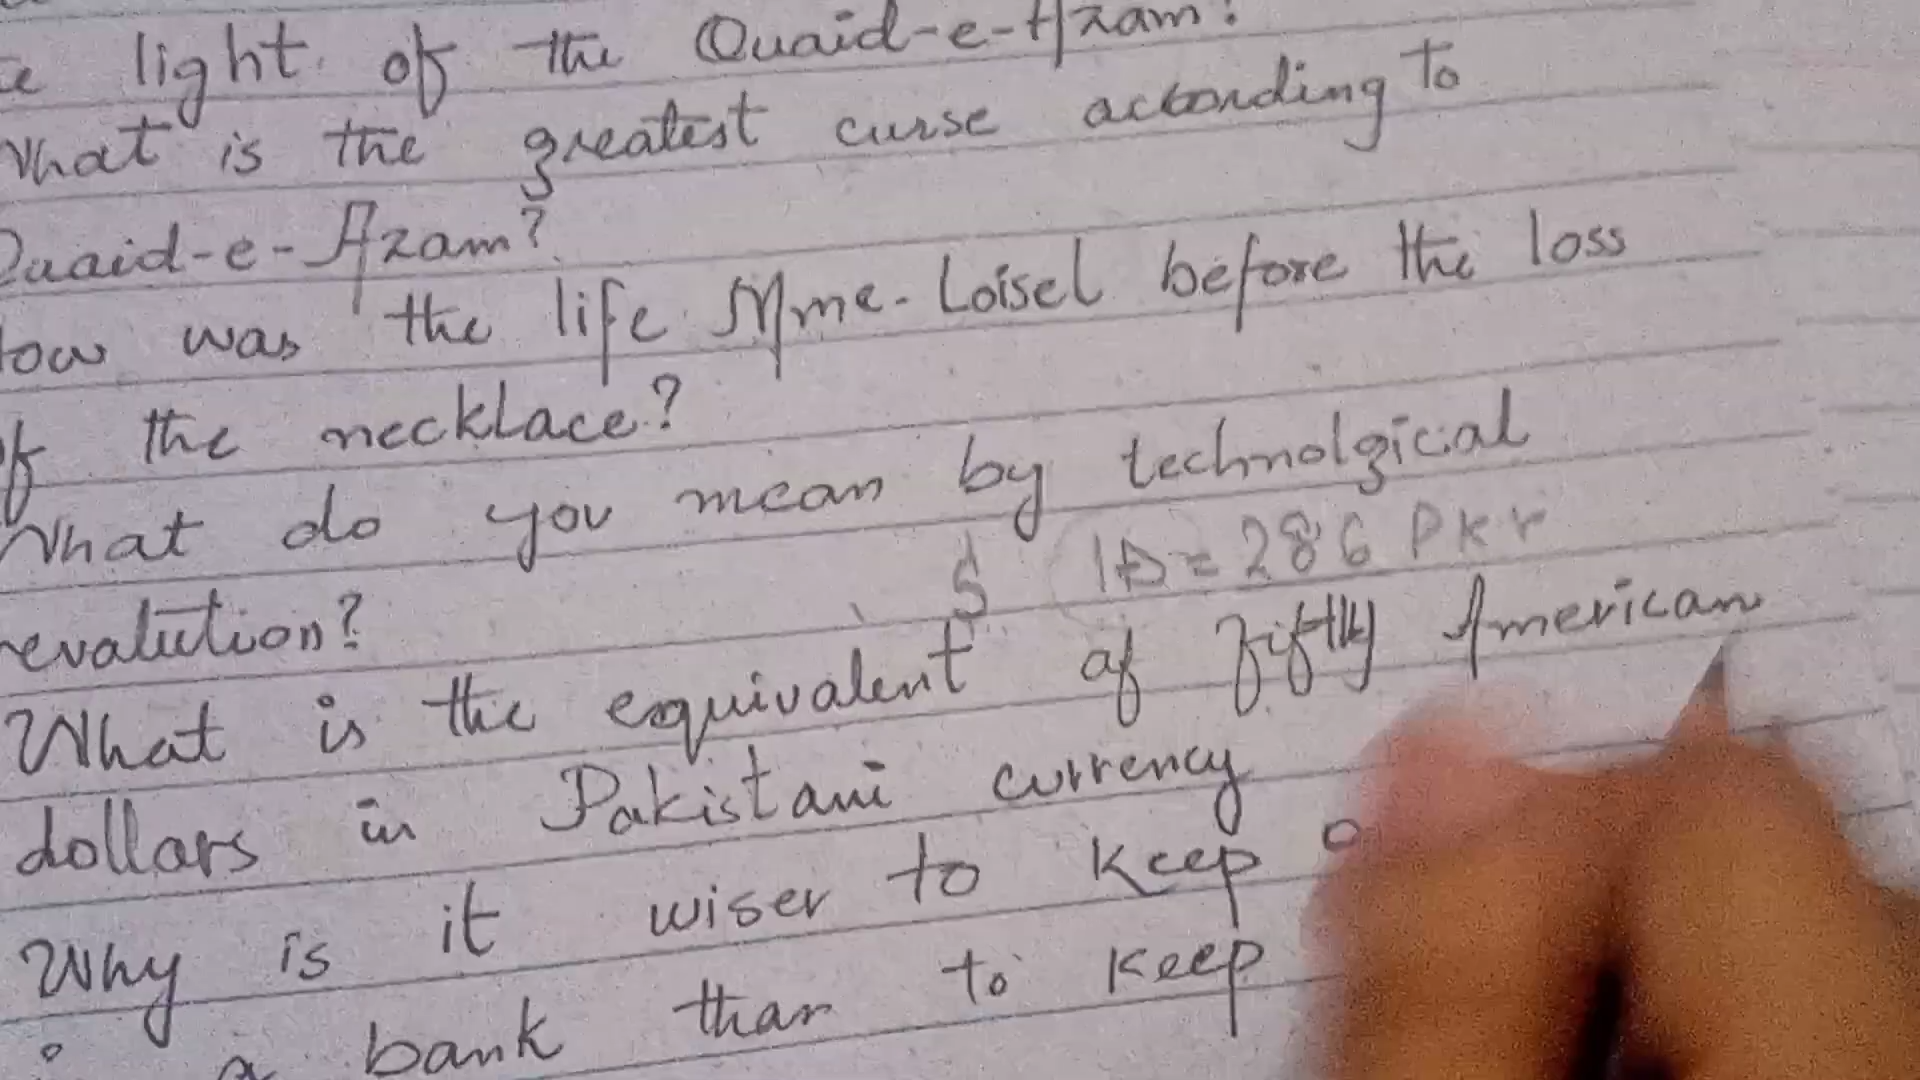 light of the Quaid-e-Azam?
What is the greatest curse according to
Quaid-e-Azam?
How was the life Mme. Loisel before the loss
of the necklace?
What do you mean by technolgical
revalution?
$ 1D = 286 PKr
What is the equivalent of American
dollars in Pakistani currency
Why is it wiser to keep
a bank than to keep